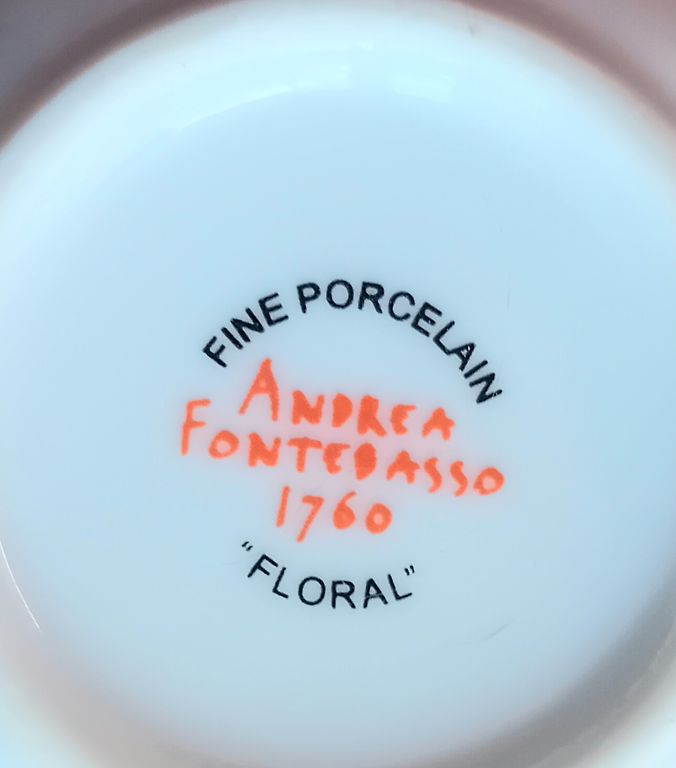 FINE PORCELAIN
ANDREA
FONTEBASSO
1760
"FLORAL"